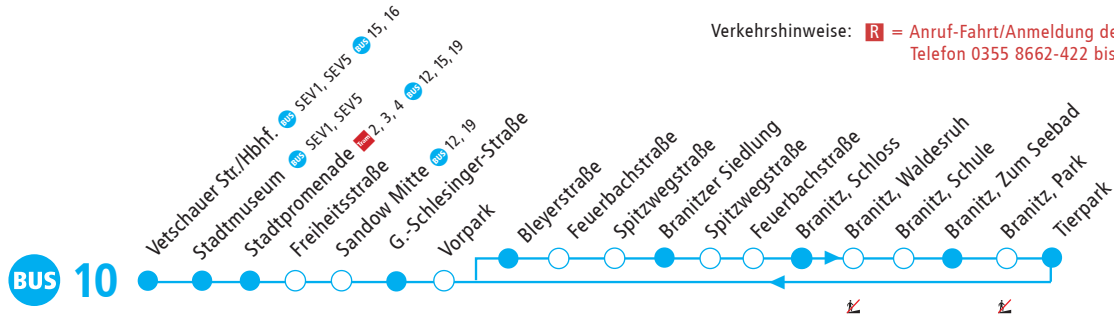 Verkehrshinweise: R = Anruf-Fahrt/Anmeldung de
Telefon 0355 8662-422 bis
Vetschauer Str./Hbhf. BUS SEV1, SEV5 BUS 15, 16
Stadtmuseum BUS SEV1, SEV5
Stadtpromenade Tram 2, 3, 4 BUS 12, 15, 19
Freiheitsstraße
Sandow Mitte BUS 12, 19
G.-Schlesinger-Straße
Vorpark
Bleyerstraße
Feuerbachstraße
Spitzwegstraße
Branitzer Siedlung
Spitzwegstraße
Feuerbachstraße
Branitz, Schloss
Branitz, Waldesruh
Branitz, Schule
Branitz, Zum Seebad
Branitz, Park
Tierpark
BUS 10